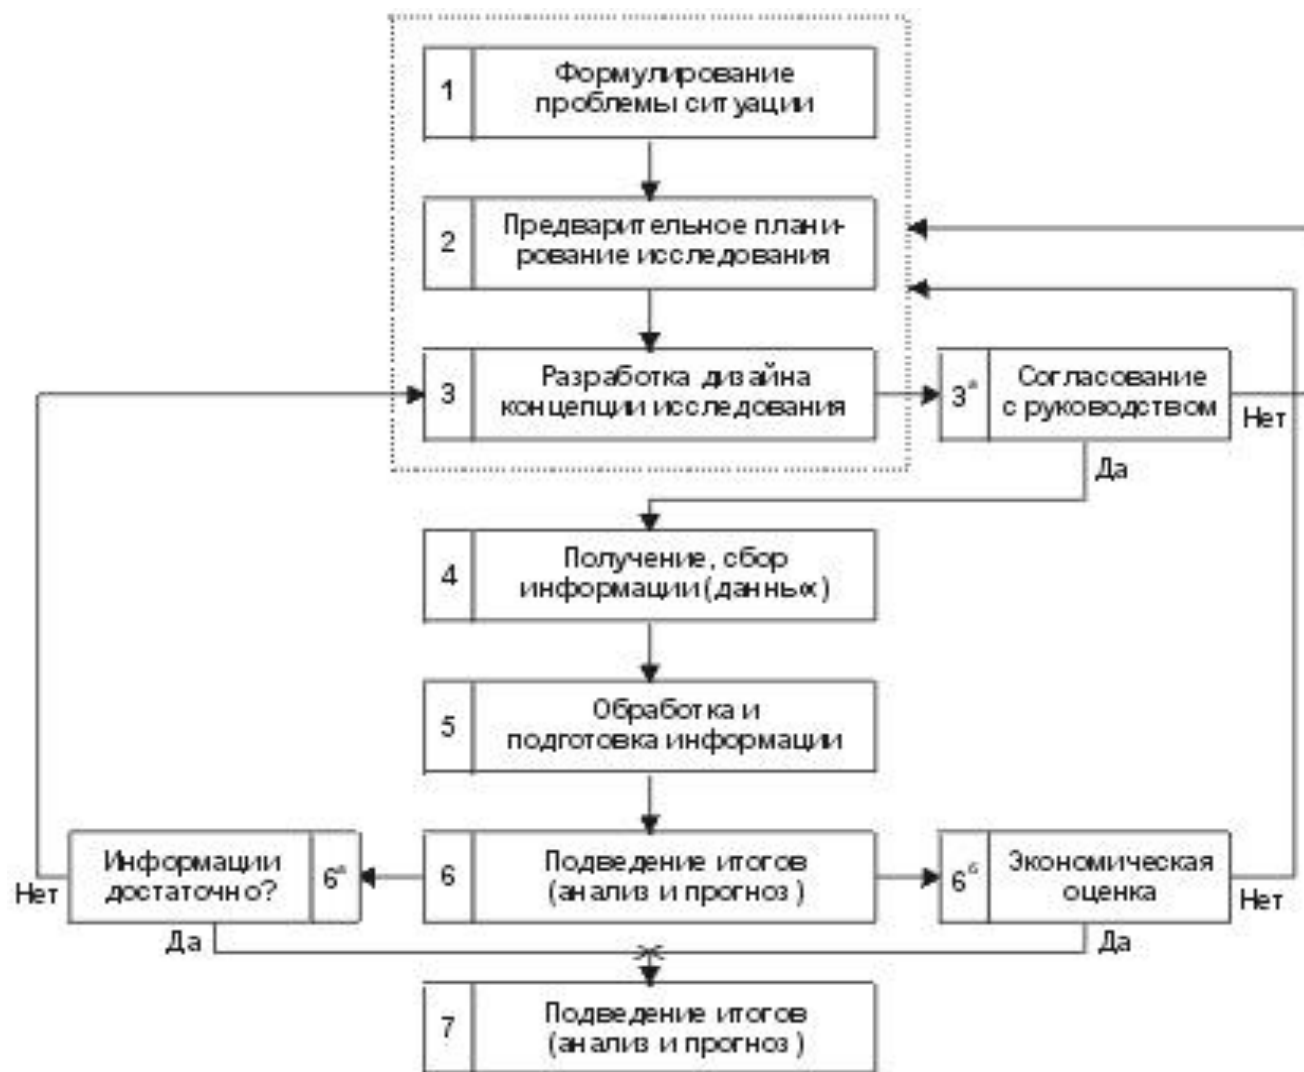 1
Формулирование
проблемы ситуации
2
Предварительное плани-
рование исследования
3
Разработка дизайна
концепции исследования
3а
Согласование
с руководством
Нет
Да
4
Получение, сбор
информации (данных)
5
Обработка и
подготовка информации
Информации
достаточно?
6а
6
Подведение итогов
(анализ и прогноз)
6б
Экономическая
оценка
Нет
Нет
Да
Да
7
Подведение итогов
(анализ и прогноз)